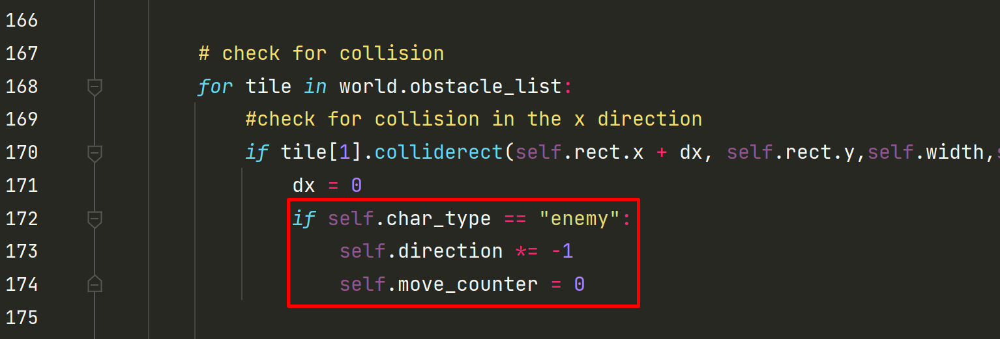 166
167 # check for collision
168 for tile in world.obstacle_list:
169 #check for collision in the x direction
170 if tile[1].colliderect(self.rect.x + dx, self.rect.y,self.width,s
171 dx = 0
172 if self.char_type == "enemy":
173 self.direction *= -1
174 self.move_counter = 0
175